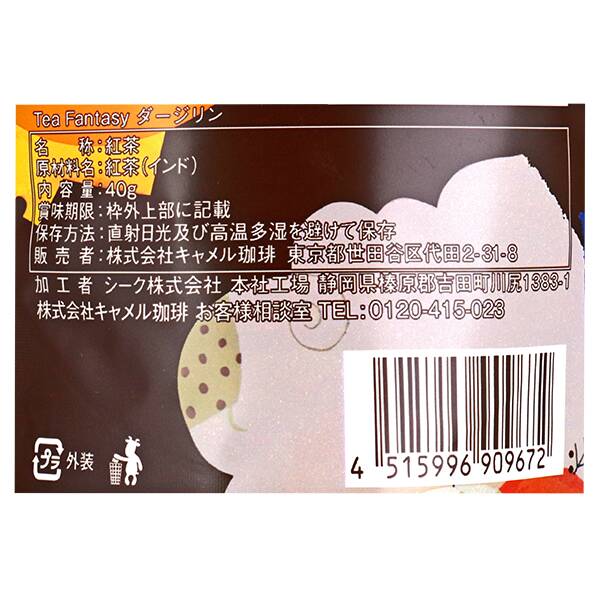 Tea Fantasy ダージリン
名　　称:紅茶
原材料名:紅茶(インド)
内 容 量:40g
賞味期限:枠外上部に記載
保存方法:直射日光及び高温多湿を避けて保存
販 売 者:株式会社キャメル珈琲 東京都世田谷区代田2-31-8
加 工 者 シーク株式会社 本社工場 静岡県榛原郡吉田町川尻1383-1
株式会社キャメル珈琲 お客様相談室 TEL:0120-415-023
プラ 外装
4 515996 909672